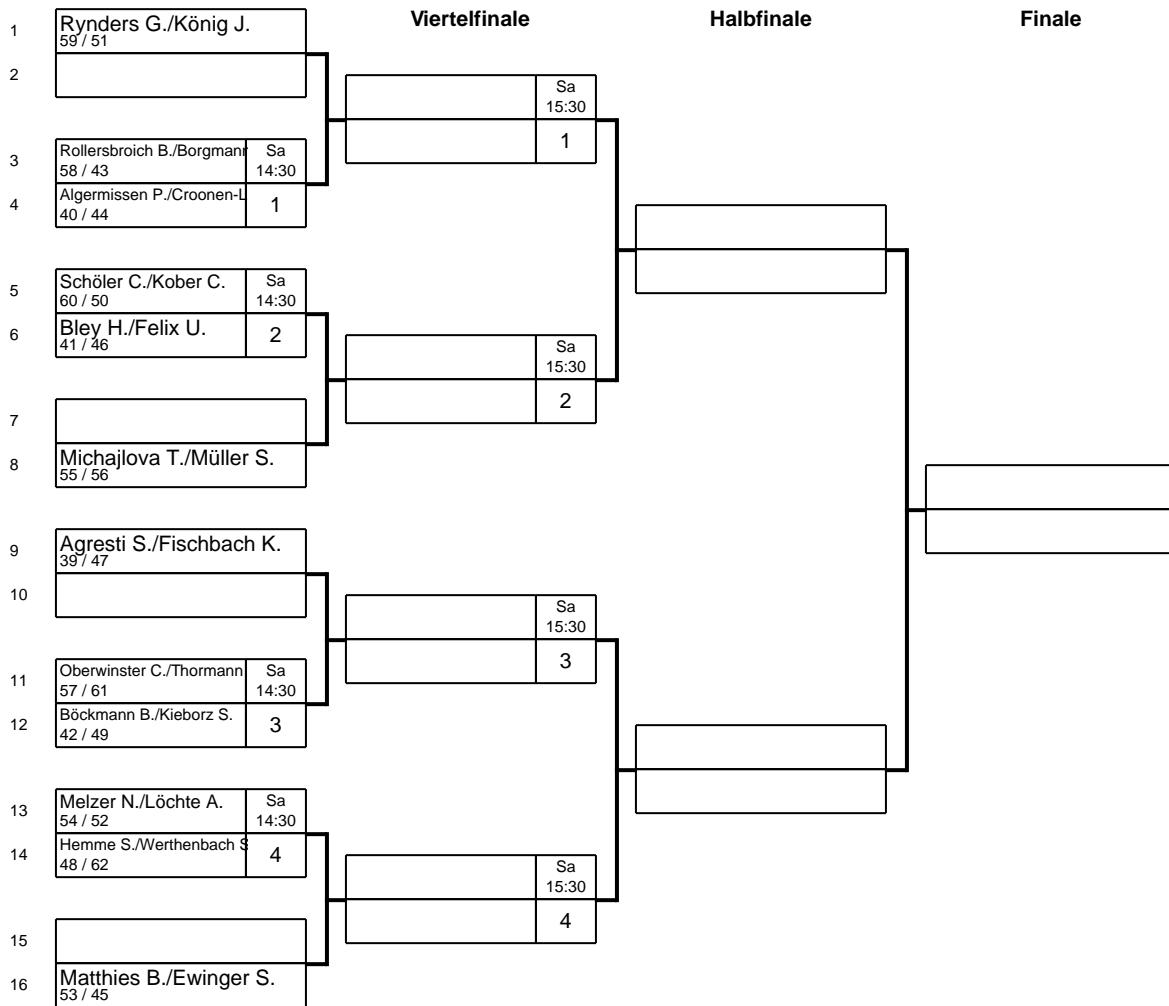 Viertelfinale Halbfinale Finale
1 Rynders G./König J.
59 / 51
2
Sa
15:30
1
3 Rollersbroich B./Borgmann Sa
58 / 43 14:30
4 Algermissen P./Croonen-L 1
40 / 44
5 Schöler C./Kober C. Sa
60 / 50 14:30
6 Bley H./Felix U. 2
41 / 46
Sa
15:30
2
7
8 Michajlova T./Müller S.
55 / 56
9 Agresti S./Fischbach K.
39 / 47
10
Sa
15:30
3
11 Oberwinster C./Thormann Sa
57 / 61 14:30
12 Böckmann B./Kieborz S. 3
42 / 49
13 Melzer N./Löchte A. Sa
54 / 52 14:30
14 Hemme S./Werthenbach S 4
48 / 62
Sa
15:30
4
15
16 Matthies B./Ewinger S.
53 / 45